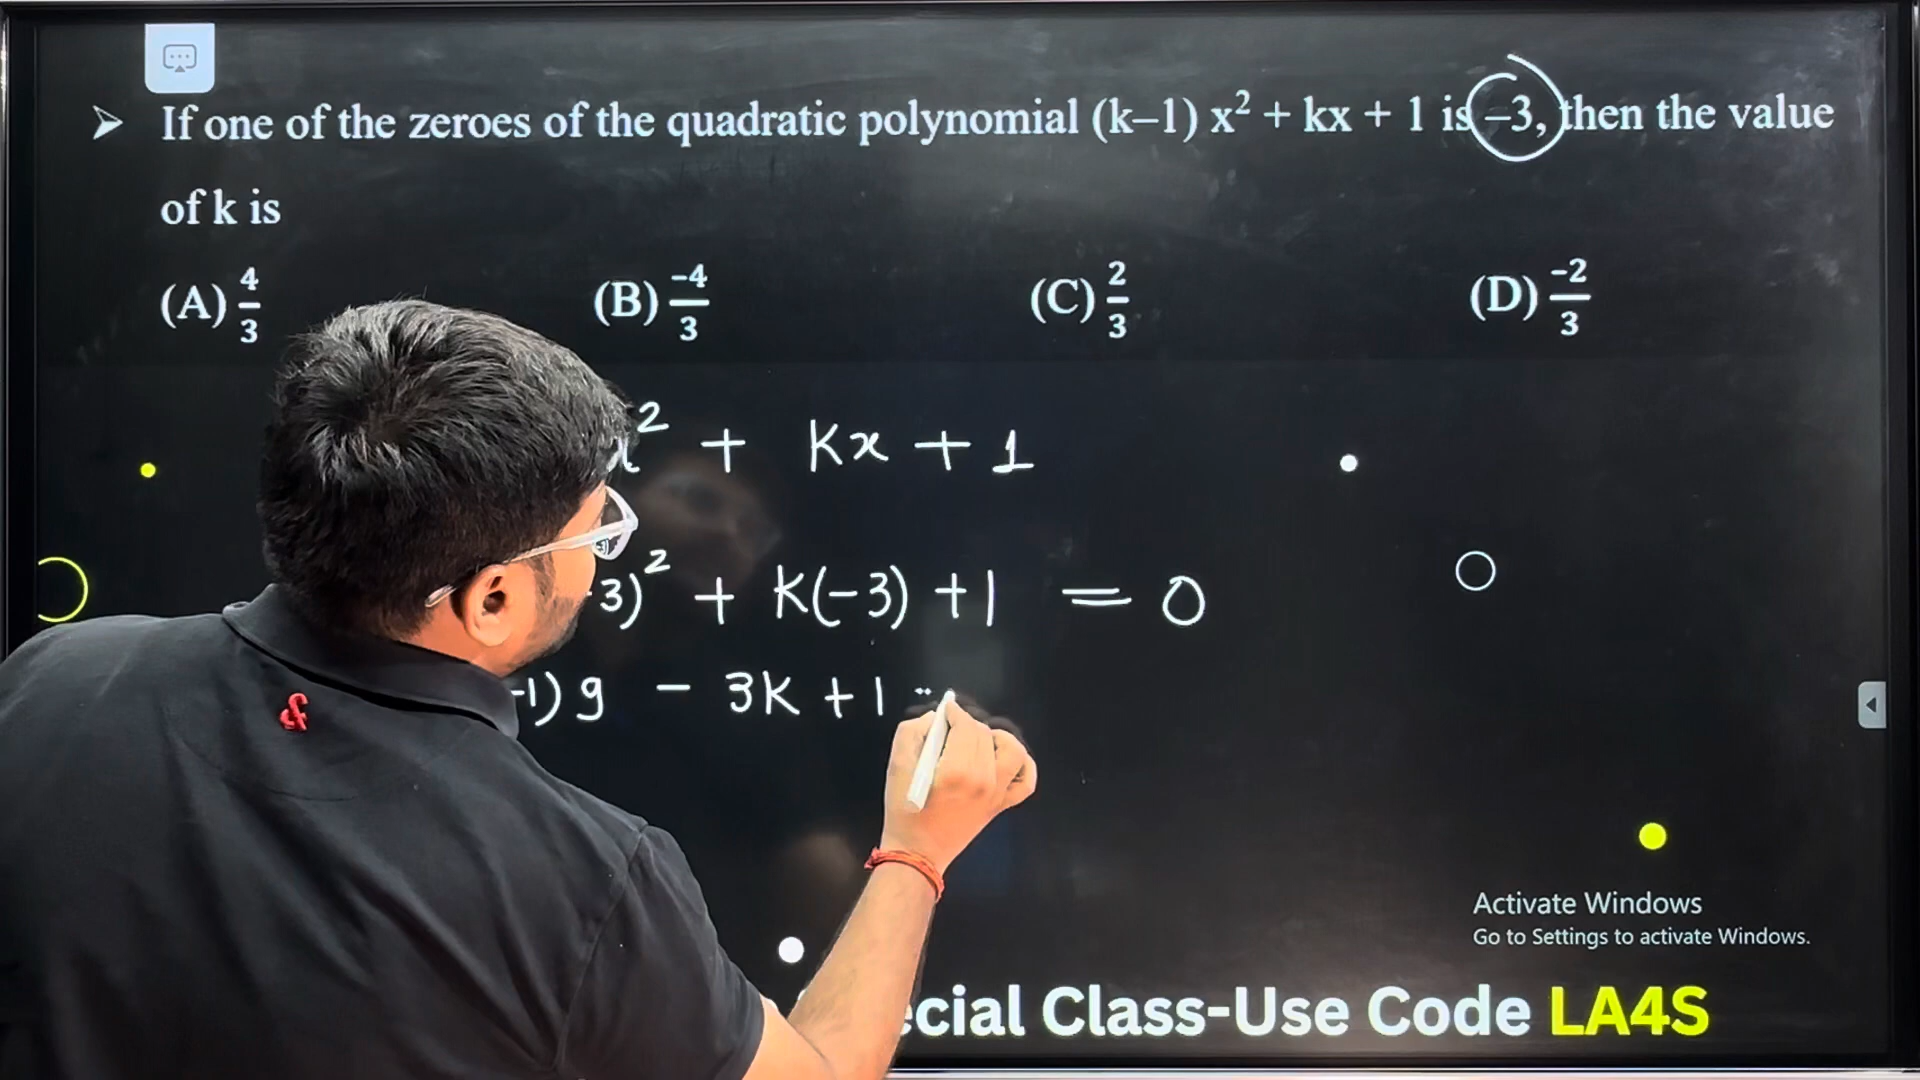 ➤ If one of the zeroes of the quadratic polynomial (k–1) x² + kx + 1 is –3, then the value
of k is
(A) 4/3 (B) -4/3 (C) 2/3 (D) -2/3
² + kx + 1
3)² + k(-3) + 1 = 0
-1) 9 - 3k + 1
Activate Windows
Go to Settings to activate Windows.
Class-Use Code LA4S